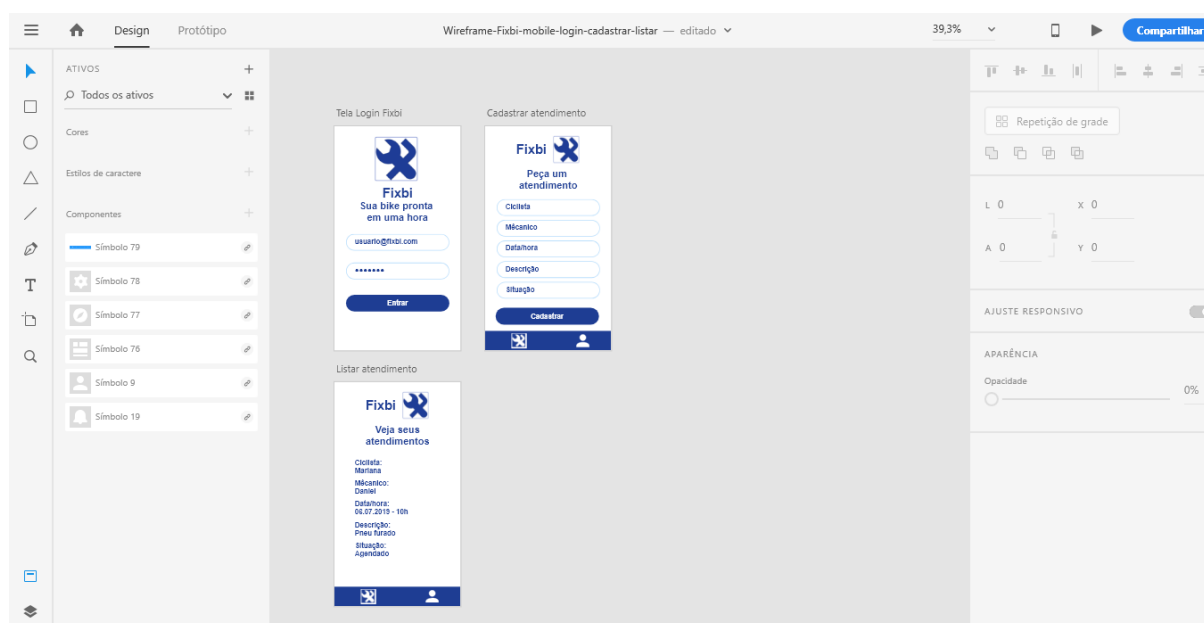 Design Protótipo Wireframe-Fixbi-mobile-login-cadastrar-listar — editado 39,3% Compartilhar
ATIVOS
Todos os ativos
Cores
Estilos de caractere
Componentes
Símbolo 79
Símbolo 78
Símbolo 77
Símbolo 76
Símbolo 9
Símbolo 19
Tela Login Fixbi
Fixbi
Sua bike pronta
em uma hora
usuario@fixbi.com
Entrar
Cadastrar atendimento
Fixbi
Peça um
atendimento
Ciclista
Mêcanico
Data/hora
Descrição
Situação
Cadastrar
Listar atendimento
Fixbi
Veja seus
atendimentos
Ciclista:
Mariana
Mêcanico:
Daniel
Data/hora:
06.07.2019 - 10h
Descrição:
Pneu furado
Situação:
Agendado
Repetição de grade
L 0 X 0
A 0 Y 0
AJUSTE RESPONSIVO
APARÊNCIA
Opacidade
0%